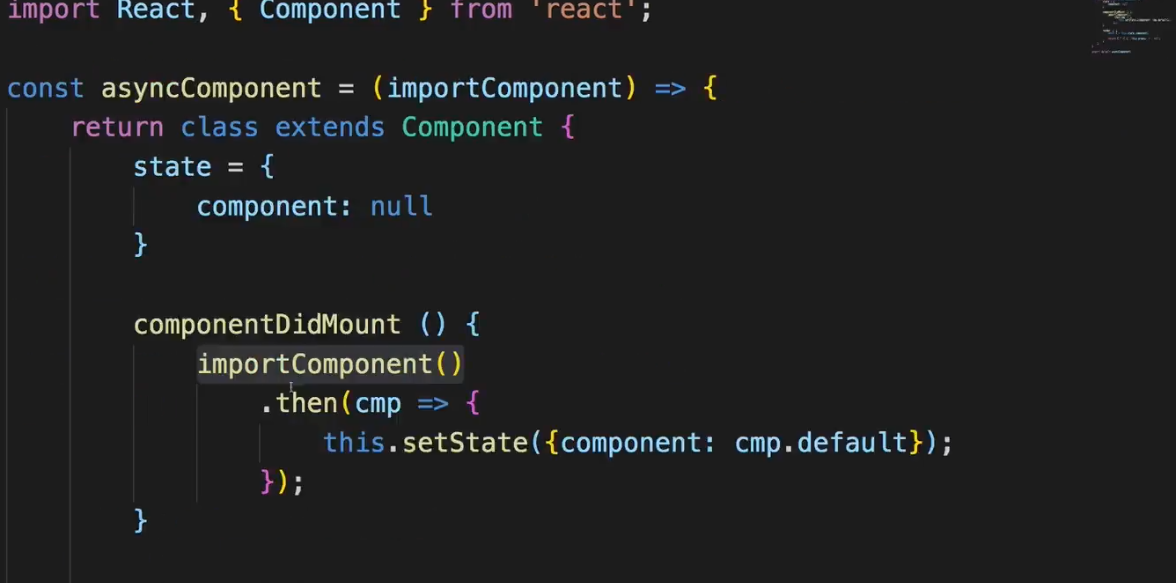 import React, { Component } from 'react';
const asyncComponent = (importComponent) => {
    return class extends Component {
        state = {
            component: null
        }
        componentDidMount () {
            importComponent()
                .then(cmp => {
                    this.setState({component: cmp.default});
                });
        }